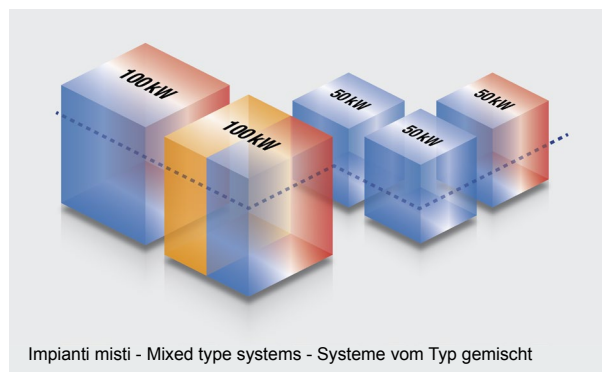 100kW
100kW
50kW
50kW
50kW
Impianti misti - Mixed type systems - Systeme vom Typ gemischt